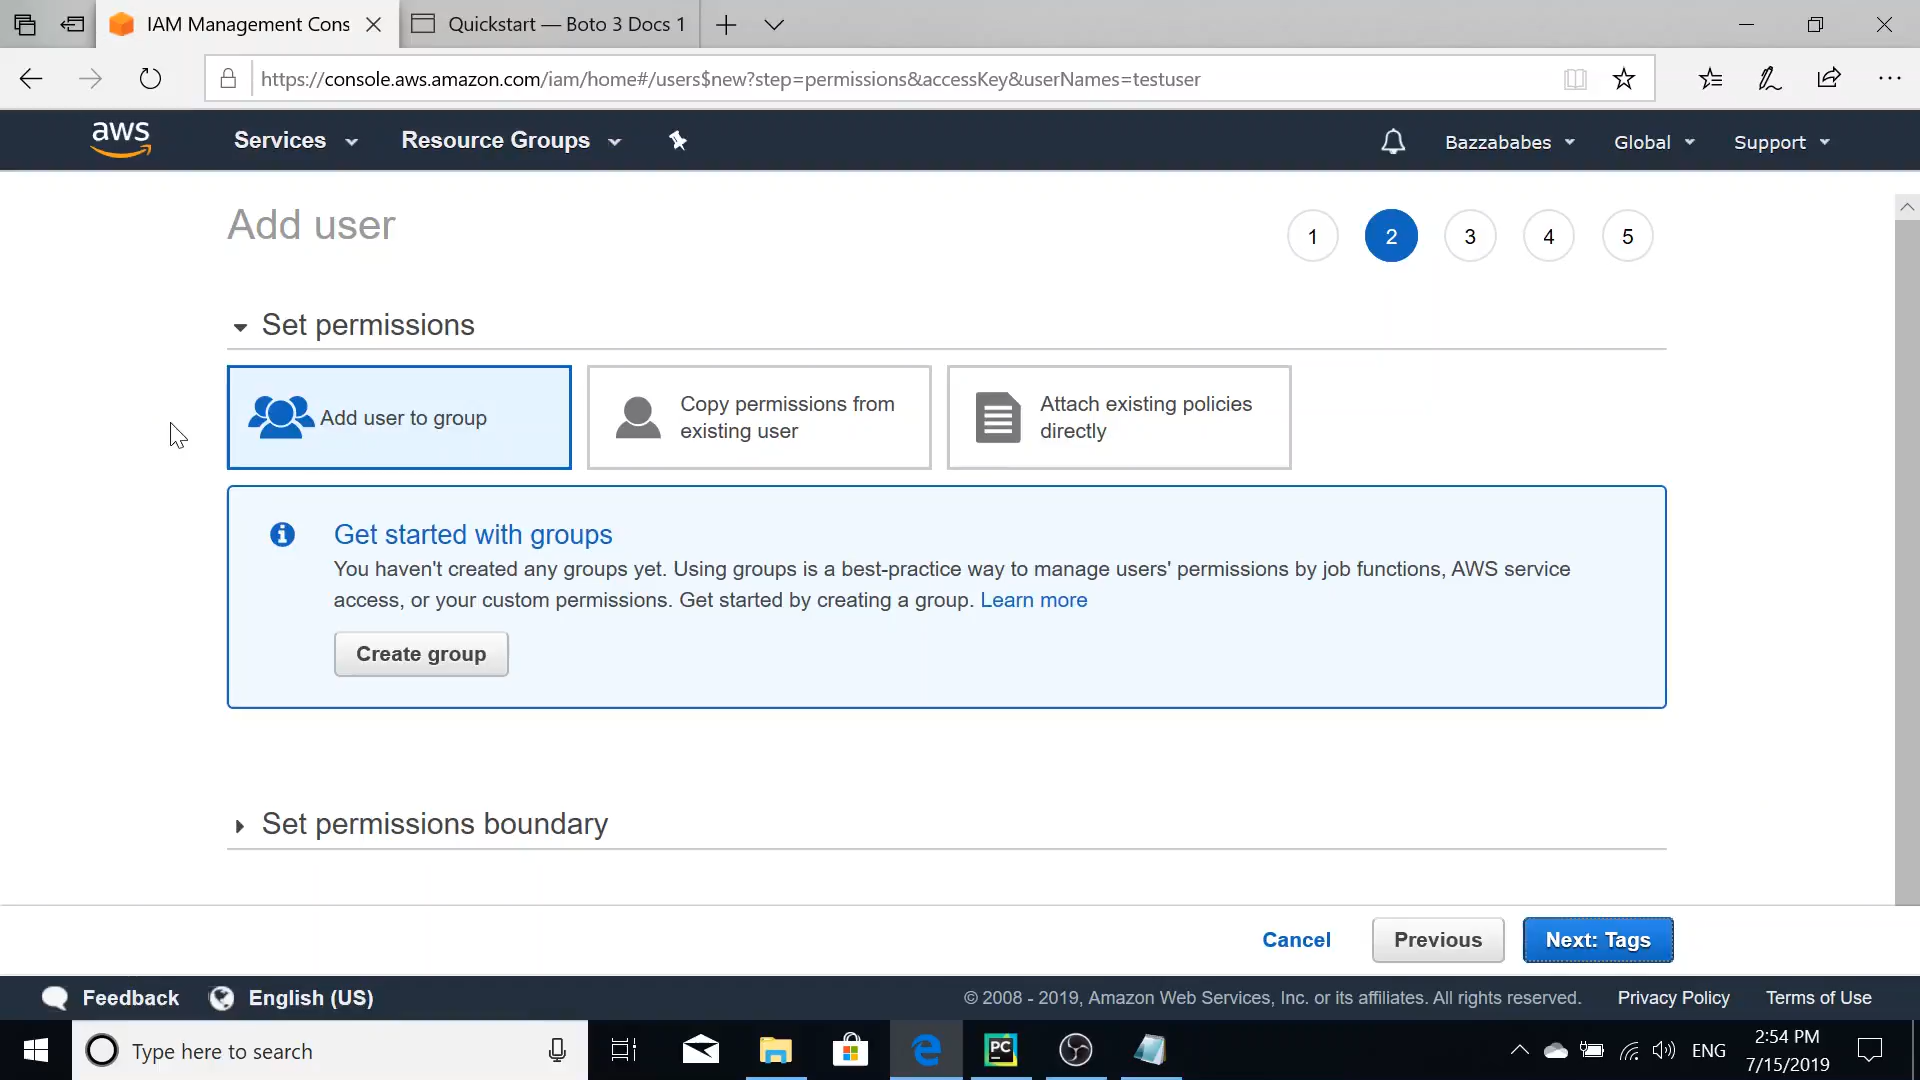 IAM Management Cons
Quickstart — Boto 3 Docs 1
https://console.aws.amazon.com/iam/home#/users$new?step=permissions&accessKey&userNames=testuser
aws
Services
Resource Groups
Bazzababes
Global
Support
Add user
1
2
3
4
5
Set permissions
Add user to group
Copy permissions from
existing user
Attach existing policies
directly
Get started with groups
You haven't created any groups yet. Using groups is a best-practice way to manage users' permissions by job functions, AWS service
access, or your custom permissions. Get started by creating a group. Learn more
Create group
Set permissions boundary
Cancel
Previous
Next: Tags
Feedback
English (US)
© 2008 - 2019, Amazon Web Services, Inc. or its affiliates. All rights reserved.
Privacy Policy
Terms of Use
Type here to search
PC
ENG
2:54 PM
7/15/2019